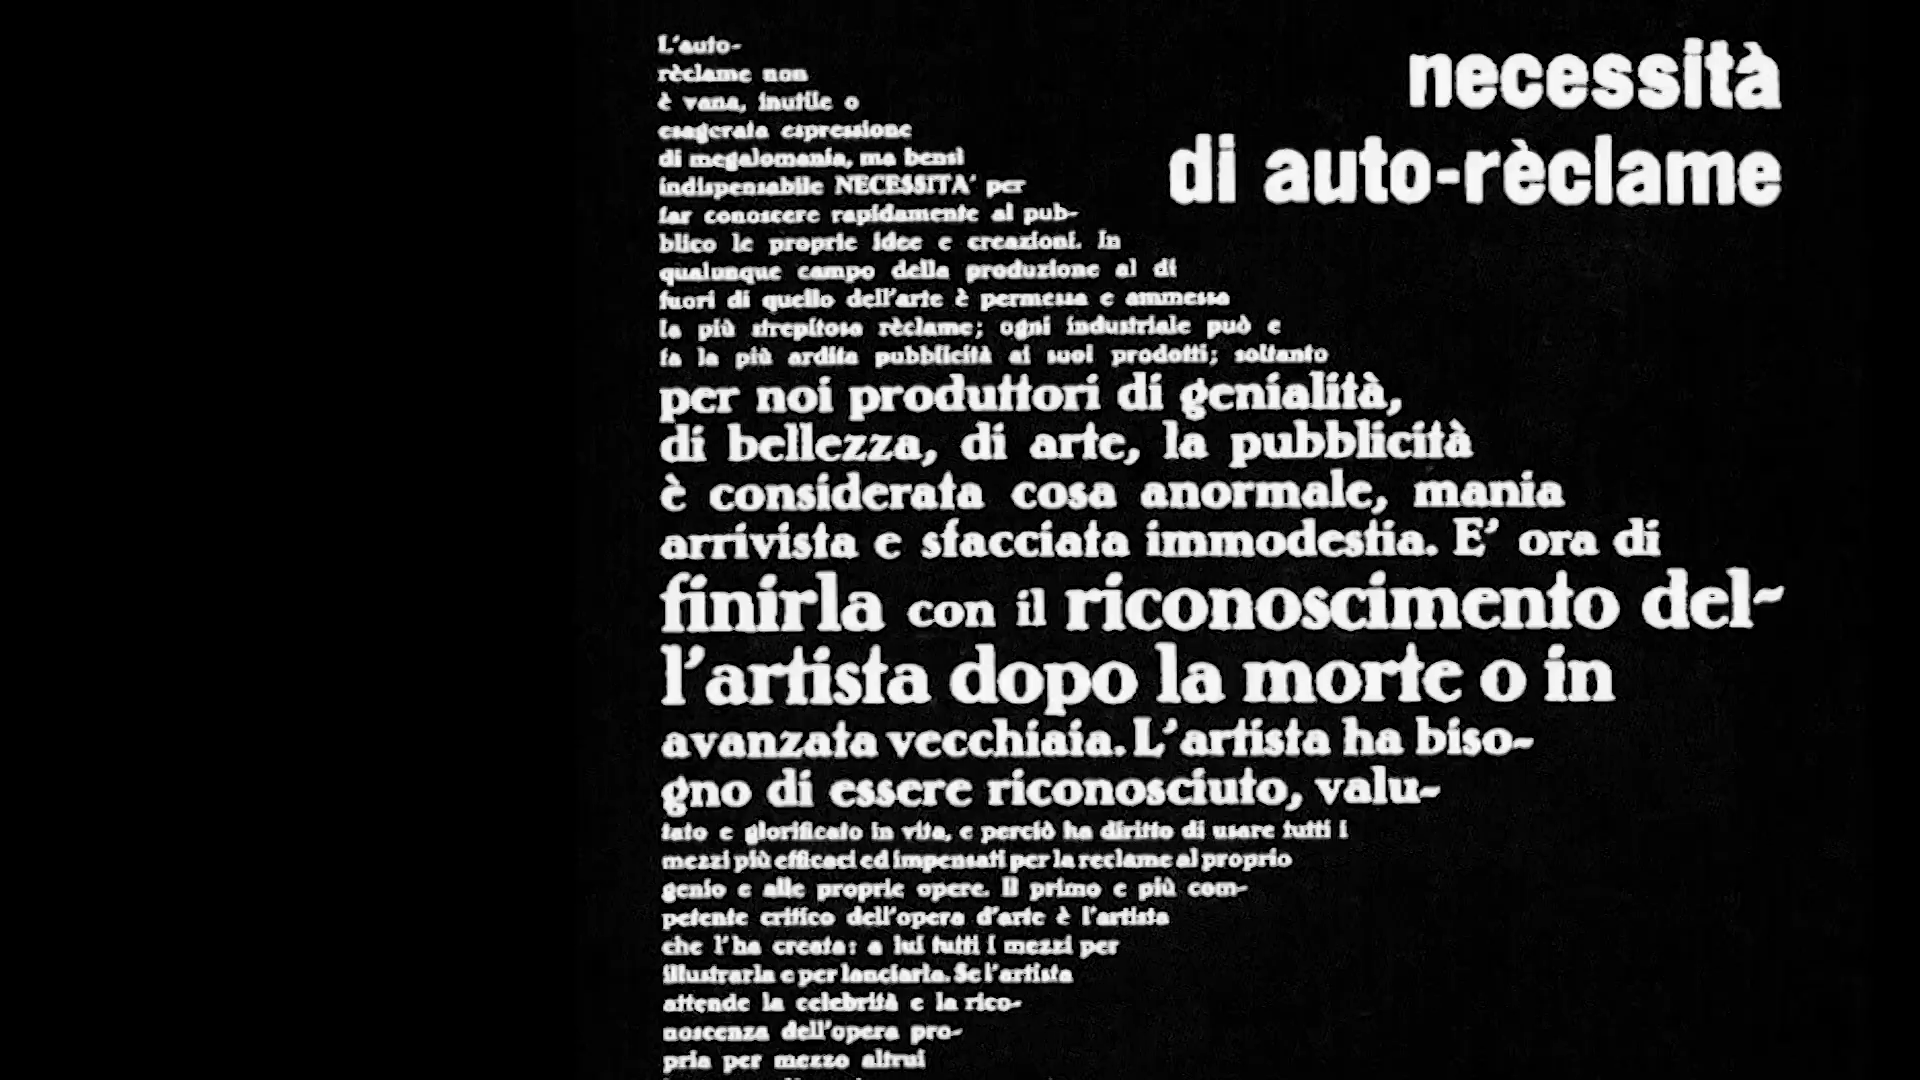 necessità
di auto-rèclame
L'auto-
rèclame non
è vana, inutile o
esagerata espressione
di megalomania, ma bensì
indispensabile NECESSITA' per
far conoscere rapidamente al pub-
blico le proprie idee e creazioni. In
qualunque campo della produzione al di
fuori di quello dell'arte è permessa e ammessa
la più strepitosa rèclame; ogni industriale può e
fa la più ardita pubblicità ai suoi prodotti; soltanto
per noi produttori di genialità,
di bellezza, di arte, la pubblicità
è considerata cosa anormale, mania
arrivista e sfacciata immodestia. E' ora di
finirla con il riconoscimento del-
l'artista dopo la morte o in
avanzata vecchiaia. L'artista ha biso-
gno di essere riconosciuto, valu-
tato e glorificato in vita, e perciò ha diritto di usare tutti i
mezzi più efficaci ed impensati per la reclame al proprio
genio e alle proprie opere. Il primo e più com-
petente critico dell'opera d'arte è l'artista
che l'ha creata: a lui tutti i mezzi per
illustrarla e per lanciarla. Se l'artista
attende la celebrità e la rico-
noscenza dell'opera pro-
pria per mezzo altrui